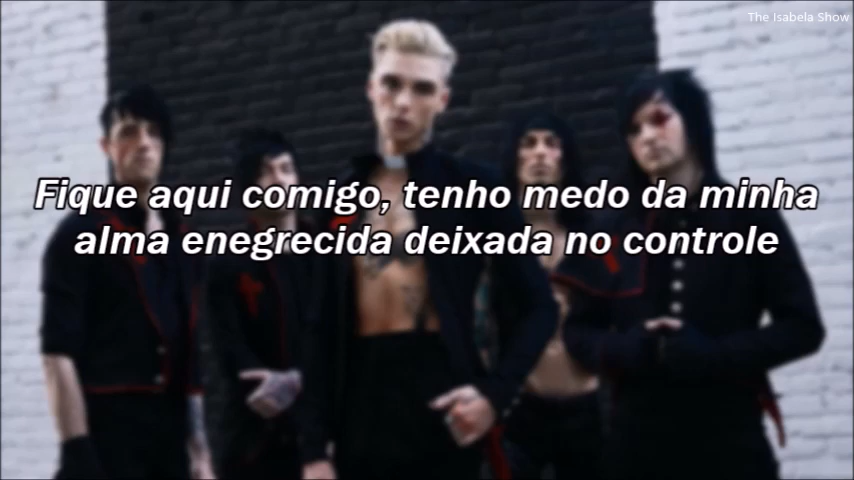 The Isabela Show
Fique aqui comigo, tenho medo da minha
alma enegrecida deixada no controle